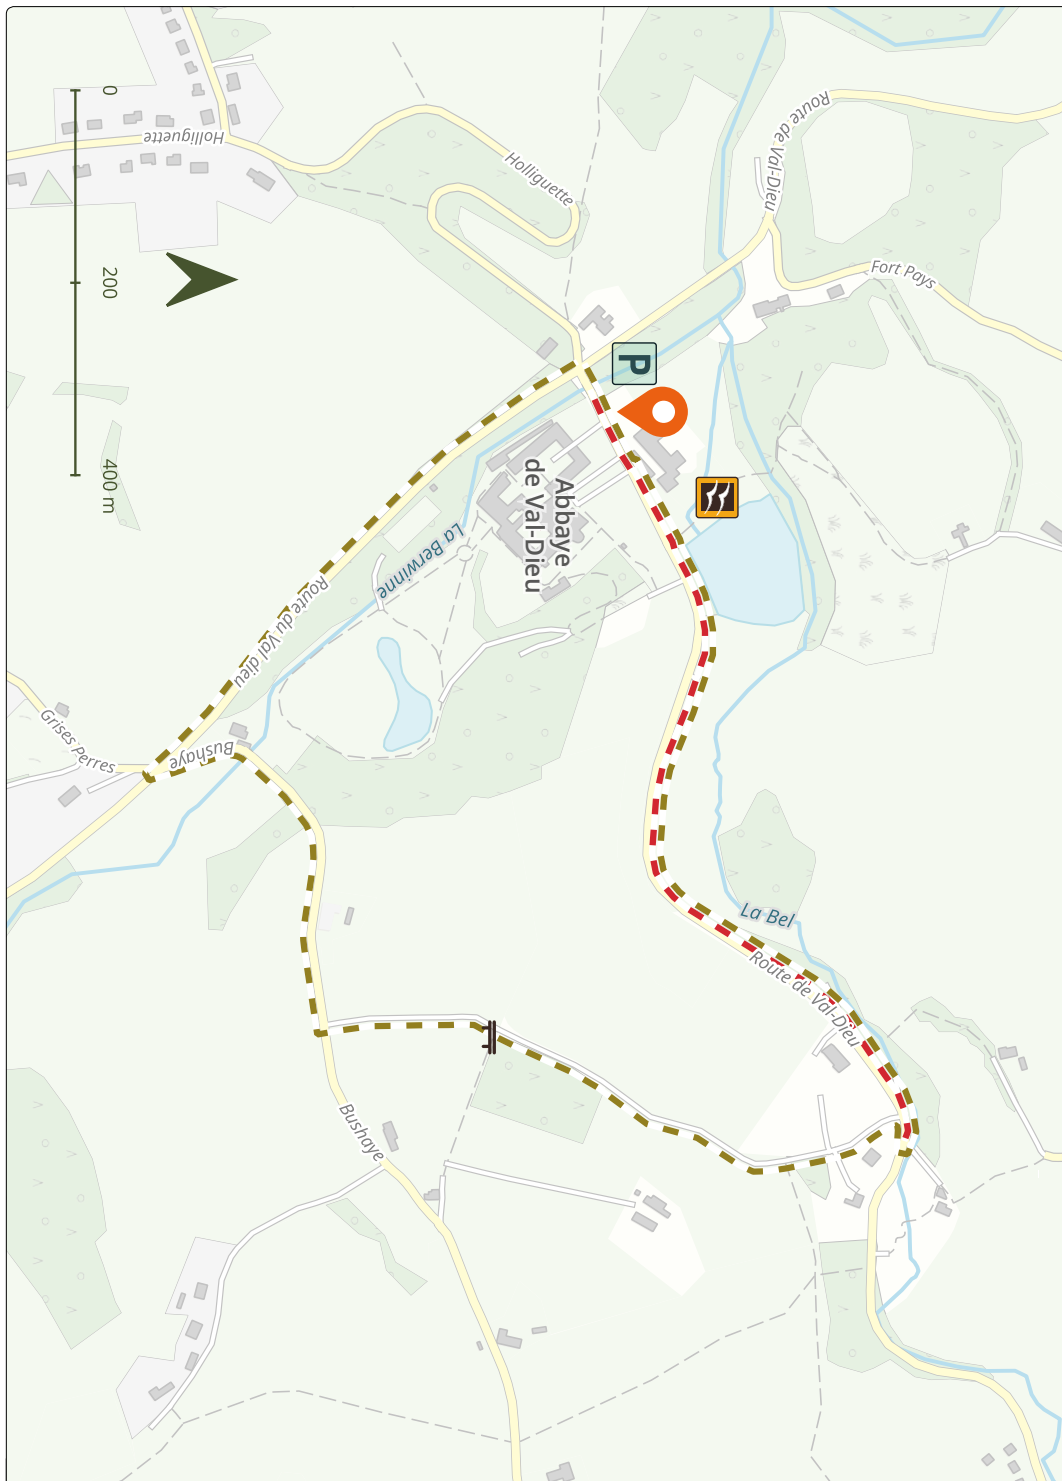 0
200
400 m
Holliguette
Holliguette
Route de Val-Dieu
Fort Pays
P
Abbaye
de Val-Dieu
La Berwinne
Route du Val dieu
Grises Perres
Bushaye
La Bel
Route de Val-Dieu
Bushaye